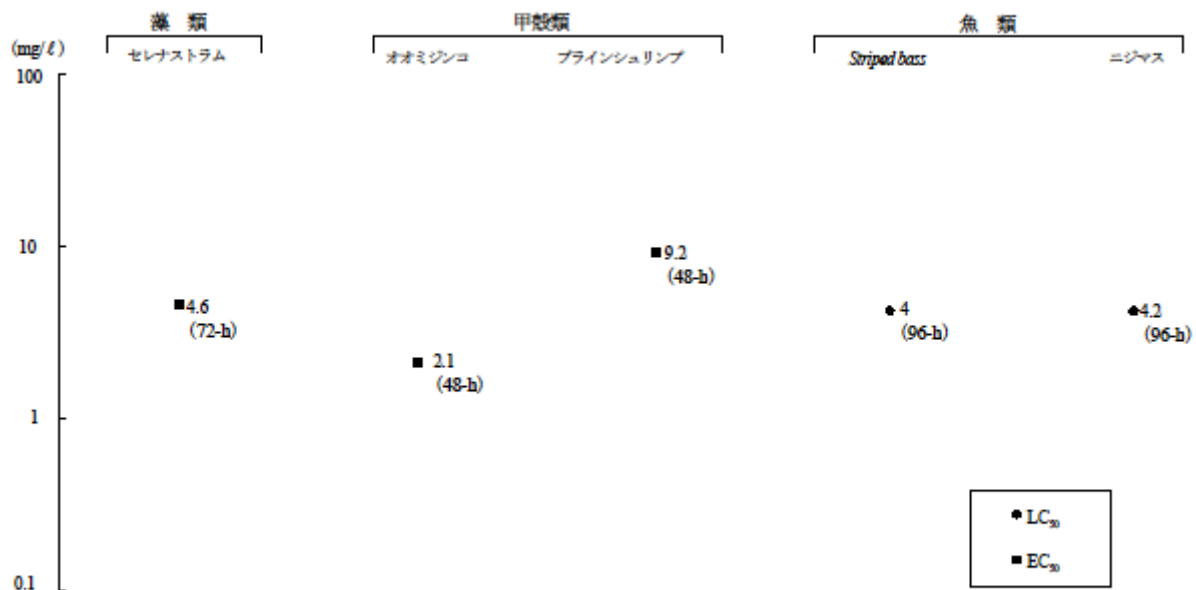 藻 類 甲殻類 魚 類
(mg/ℓ) セレナストラム オオミジンコ ブラインシュリンプ Striped bass ニジマス
100
10
9.2
(48-h)
4.6
(72-h)
4
(96-h)
4.2
(96-h)
2.1
(48-h)
1
LC₅₀
EC₅₀
0.1